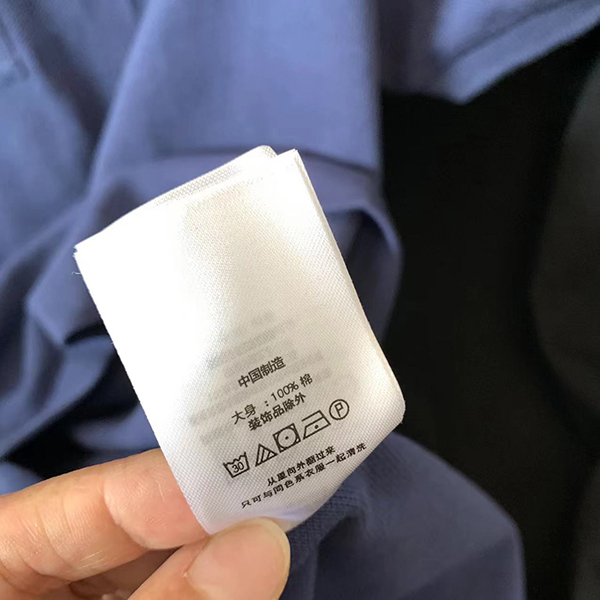 中国制造
大身：100% 棉
装饰品除外
30 P
从里向外翻过来
只可与同色系衣服一起清洗